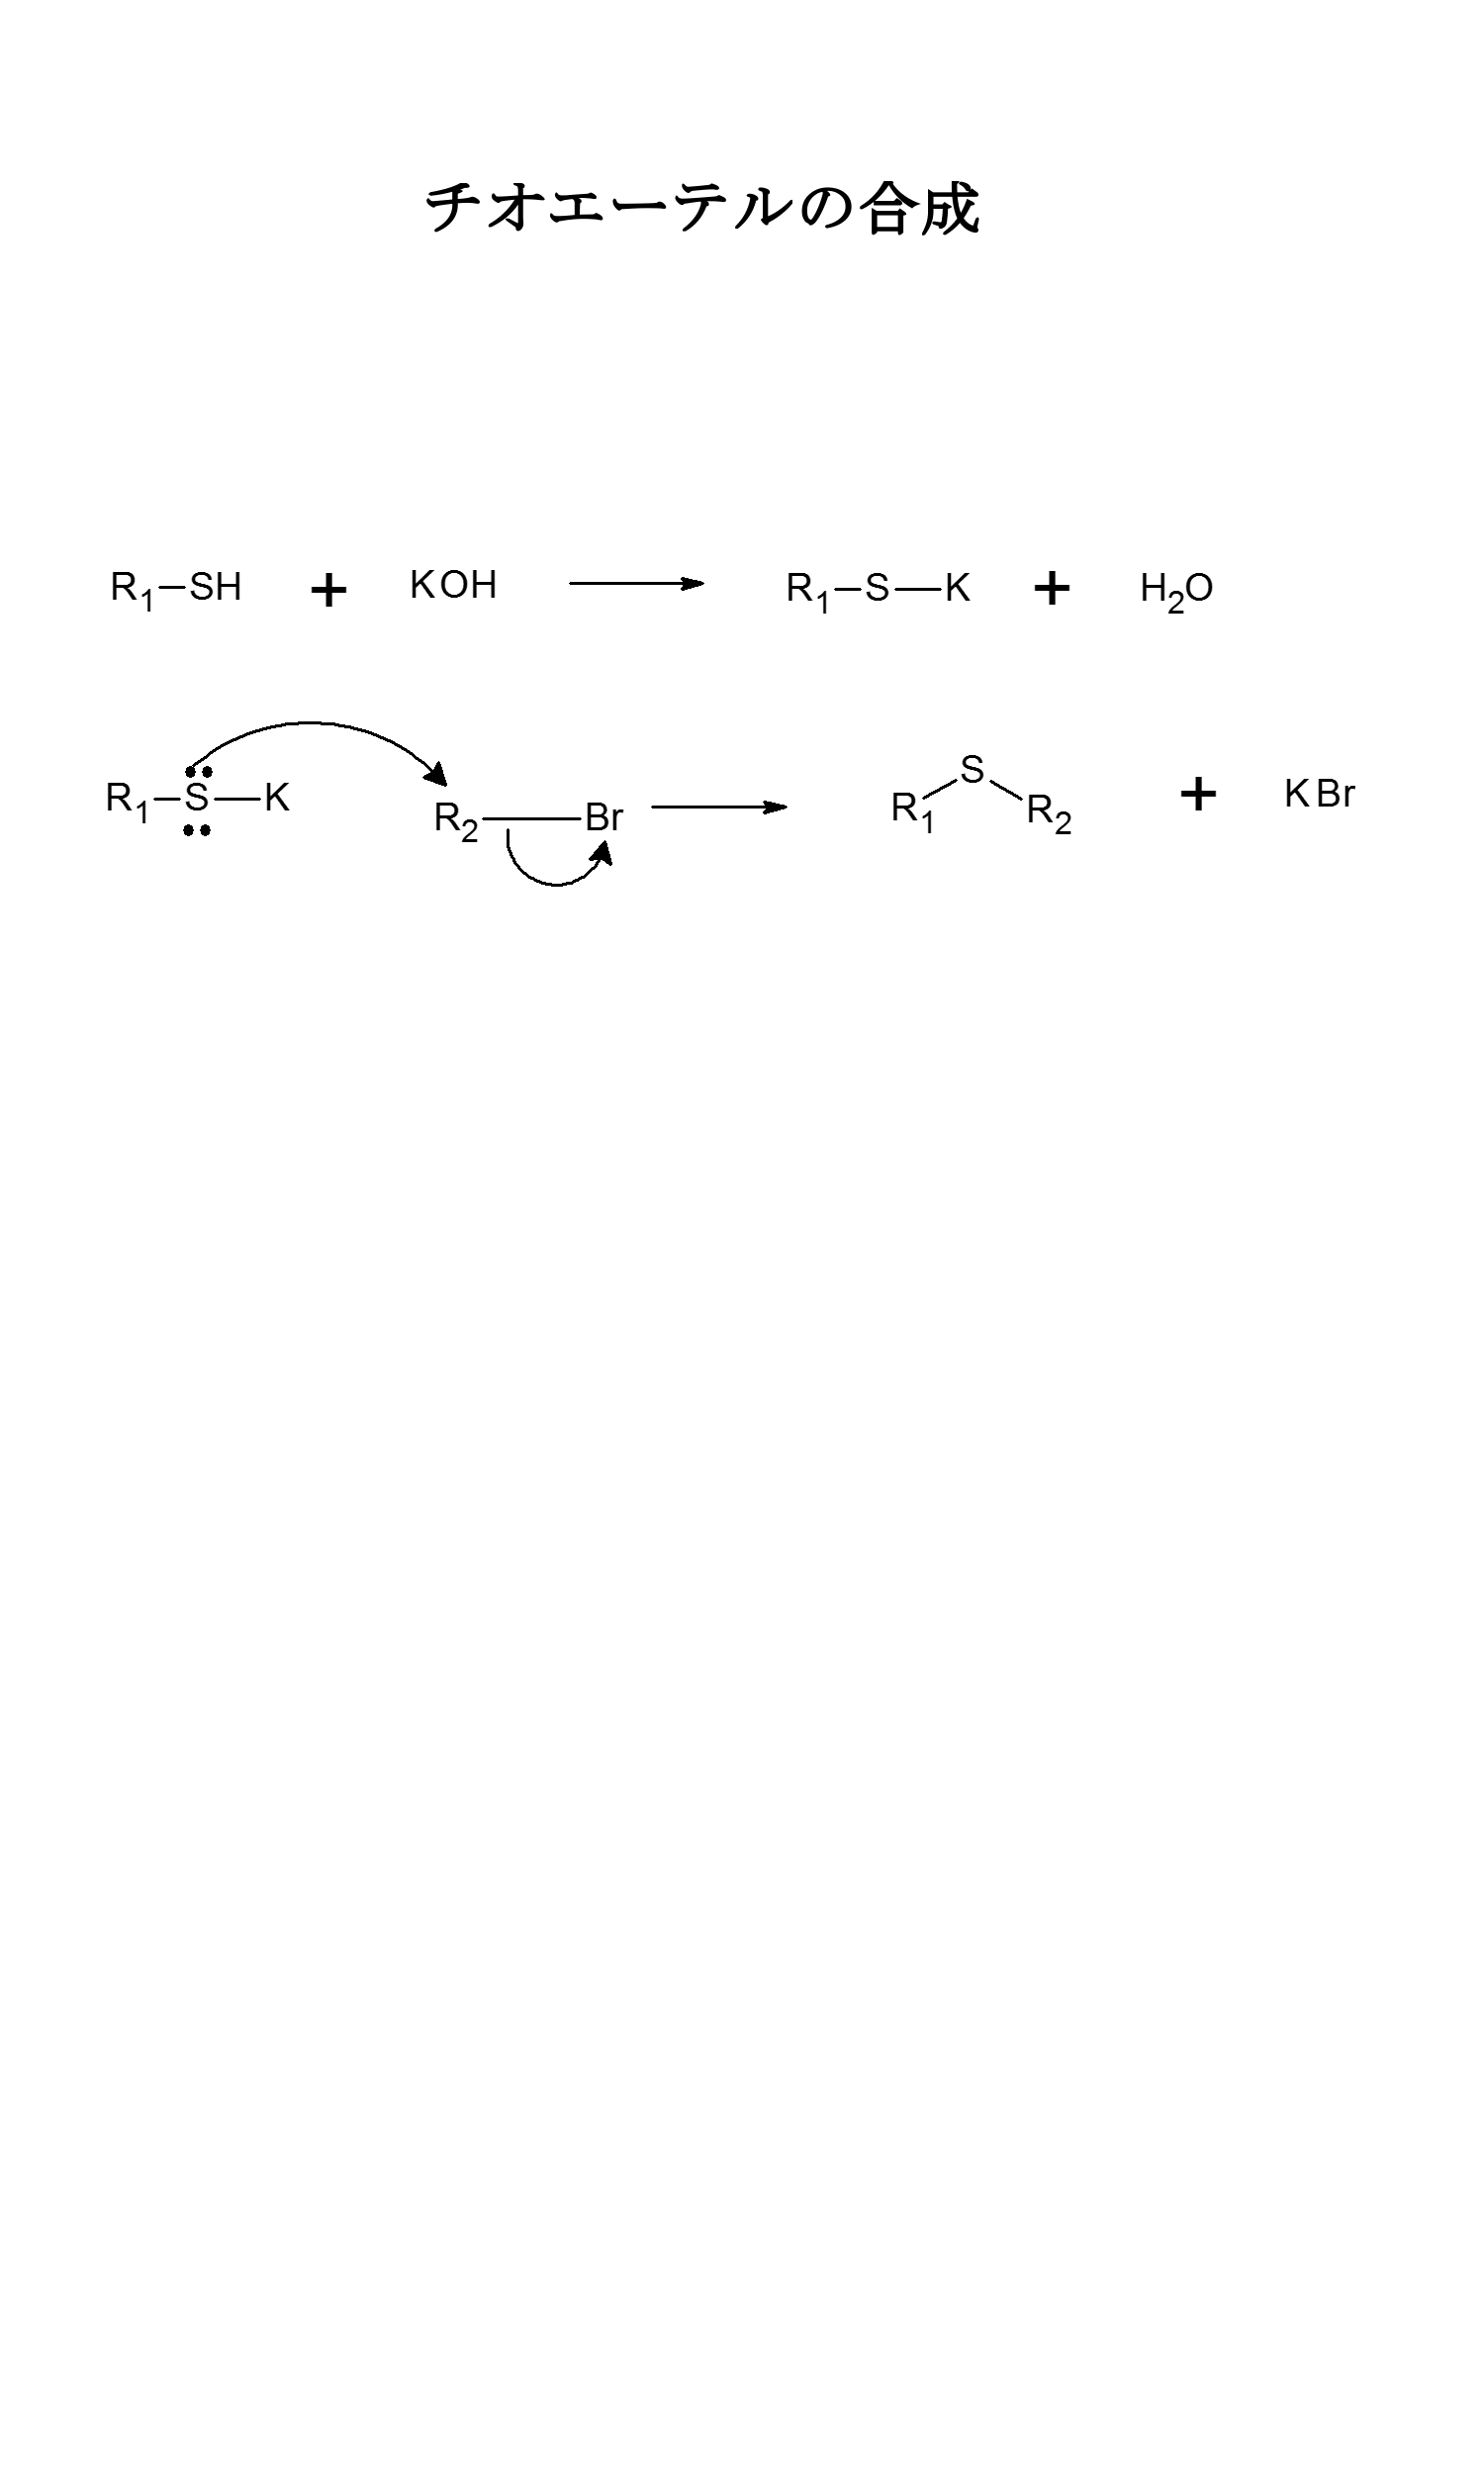 チオエーテルの合成
R1-SH + KOH → R1-S-K + H2O
R1-S-K R2-Br → R1-S-R2 + KBr